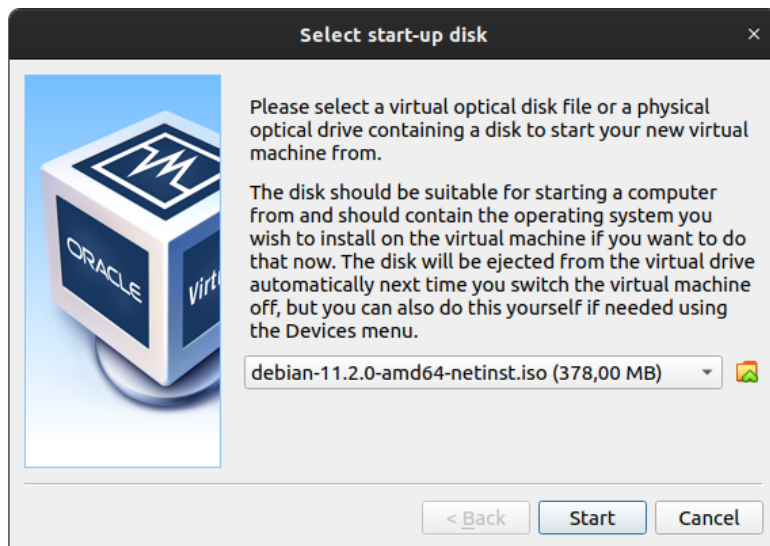 Select start-up disk
×
ORACLE
Please select a virtual optical disk file or a physical
optical drive containing a disk to start your new virtual
machine from.
The disk should be suitable for starting a computer
from and should contain the operating system you
wish to install on the virtual machine if you want to do
that now. The disk will be ejected from the virtual drive
automatically next time you switch the virtual machine
off, but you can also do this yourself if needed using
the Devices menu.
debian-11.2.0-amd64-netinst.iso (378,00 MB)
< Back
Start
Cancel